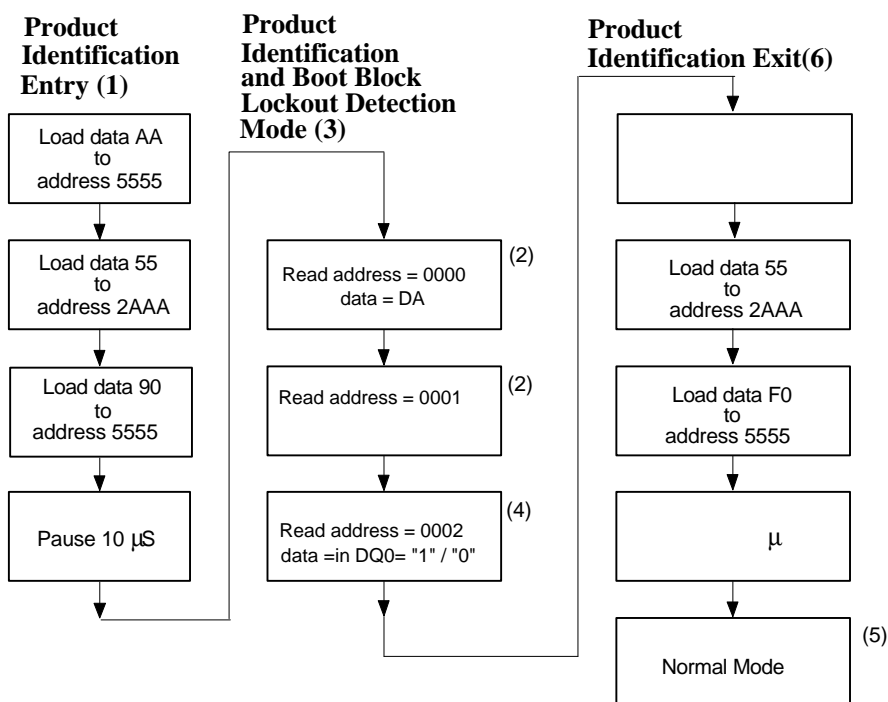 Product
Identification
Entry (1)
Load data AA
to
address 5555
Load data 55
to
address 2AAA
Load data 90
to
address 5555
Pause 10 μS
Product
Identification
and Boot Block
Lockout Detection
Mode (3)
Read address = 0000
data = DA
(2)
Read address = 0001
(2)
Read address = 0002
data =in DQ0= "1" / "0"
(4)
Product
Identification Exit(6)
Load data 55
to
address 2AAA
Load data F0
to
address 5555
μ
Normal Mode
(5)